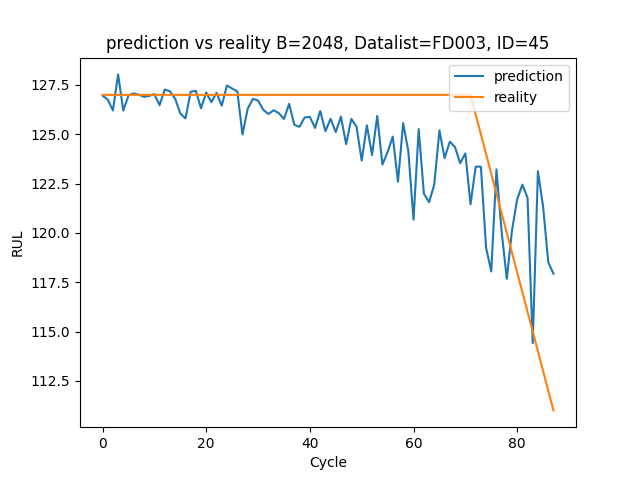 prediction vs reality B=2048, Datalist=FD003, ID=45
prediction
reality
127.5
125.0
122.5
120.0
117.5
115.0
112.5
RUL
0 20 40 60 80
Cycle